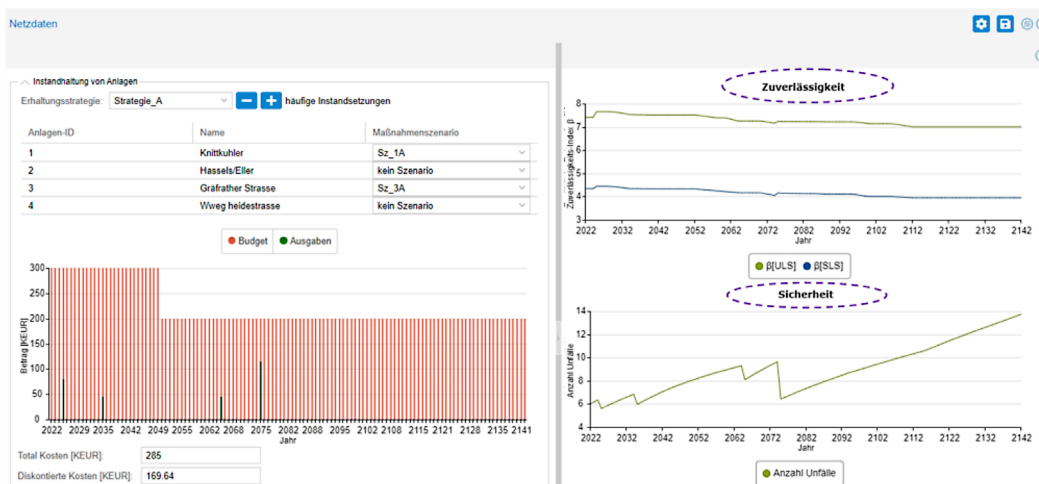 Netzdaten
Instandhaltung von Anlagen
Erhaltungsstrategie: Strategie_A häufige Instandsetzungen
Anlagen-ID Name Maßnahmenszenario
1 Knittkuhler Sz_1A
2 Hassels/Eller kein Szenario
3 Gräfrather Strasse Sz_3A
4 Wweg heidestrasse kein Szenario
Budget Ausgaben
Betrag [KEUR]
300
250
200
150
100
50
0
2022 2029 2035 2042 2049 2055 2062 2068 2075 2082 2088 2095 2102 2108 2115 2121 2128 2135 2141
Jahr
Total Kosten [KEUR]: 285
Diskontierte Kosten [KEUR]: 169.64
Zuverlässigkeit
Zuverlässigkeits-Index β
8
7
6
5
4
3
2022 2032 2042 2052 2062 2072 2082 2092 2102 2112 2122 2132 2142
Jahr
β[ULS] β[SLS]
Sicherheit
Anzahl Unfälle
14
12
10
8
6
4
2022 2032 2042 2052 2062 2072 2082 2092 2102 2112 2122 2132 2142
Jahr
Anzahl Unfälle